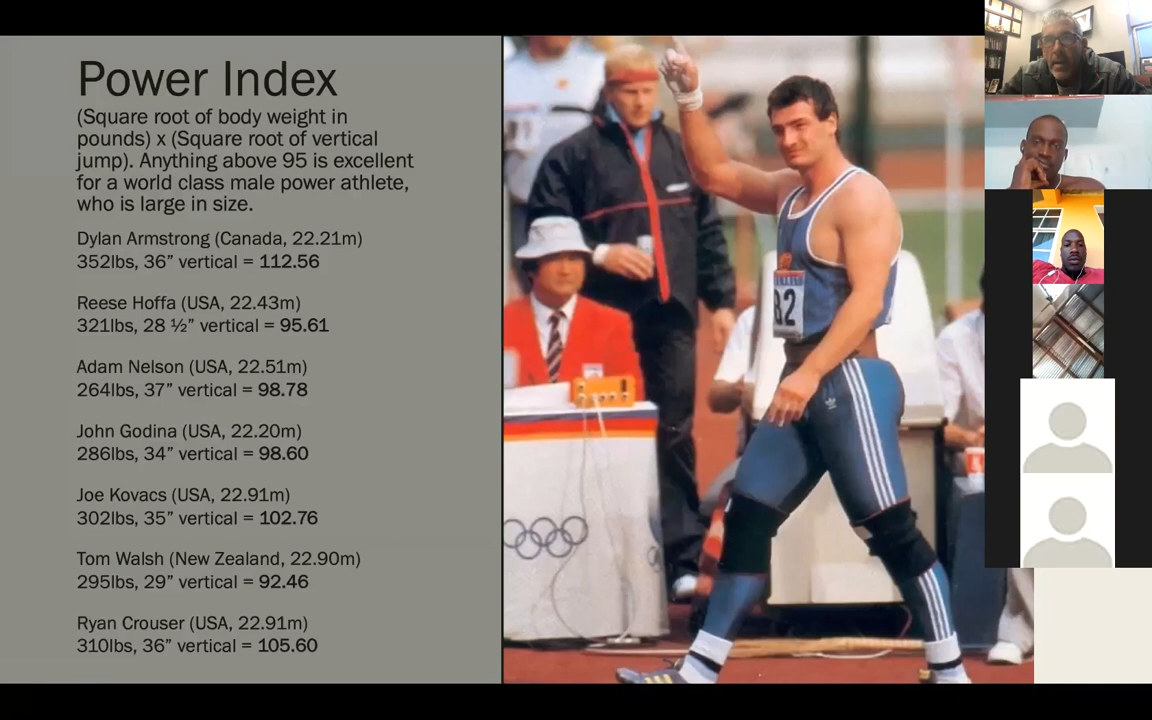 Power Index
(Square root of body weight in
pounds) x (Square root of vertical
jump). Anything above 95 is excellent
for a world class male power athlete,
who is large in size.
Dylan Armstrong (Canada, 22.21m)
352lbs, 36” vertical = 112.56
Reese Hoffa (USA, 22.43m)
321lbs, 28 ½” vertical = 95.61
Adam Nelson (USA, 22.51m)
264lbs, 37” vertical = 98.78
John Godina (USA, 22.20m)
286lbs, 34” vertical = 98.60
Joe Kovacs (USA, 22.91m)
302lbs, 35” vertical = 102.76
Tom Walsh (New Zealand, 22.90m)
295lbs, 29” vertical = 92.46
Ryan Crouser (USA, 22.91m)
310lbs, 36” vertical = 105.60
82